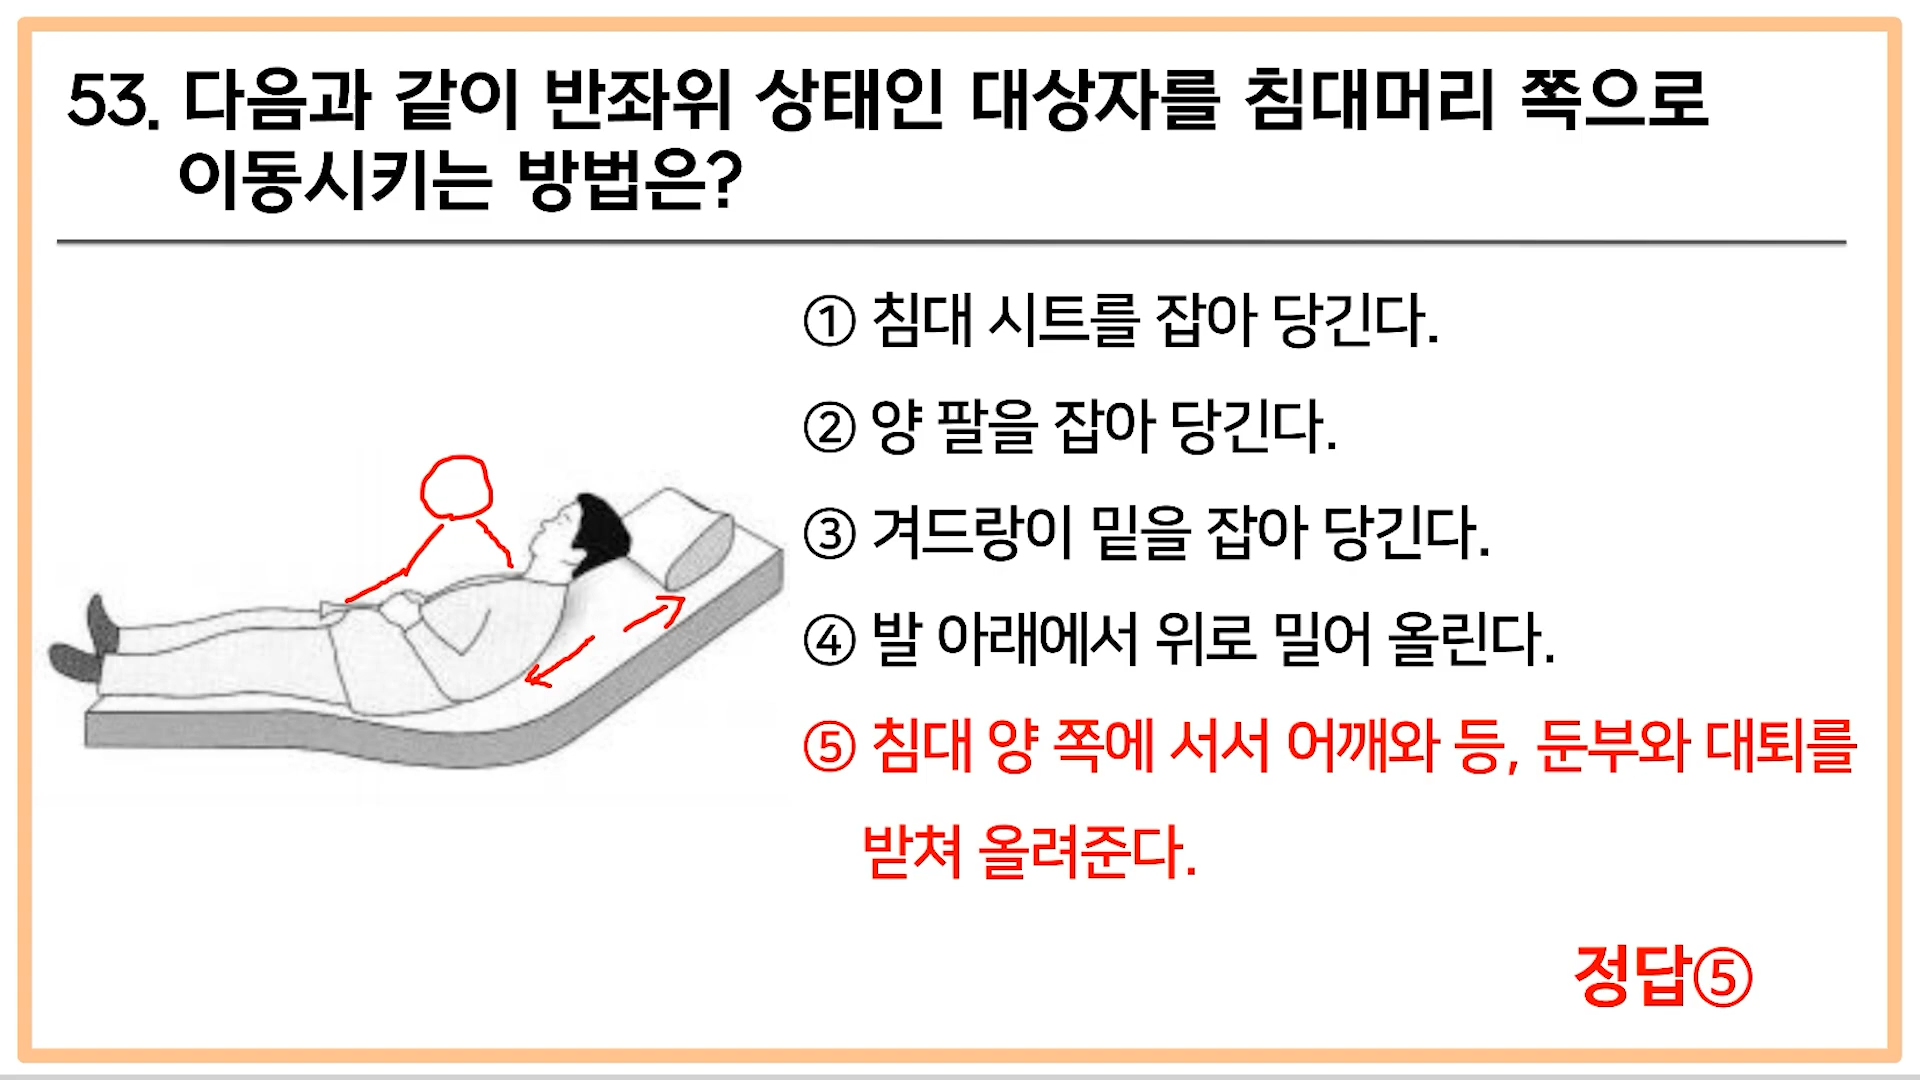 53. 다음과 같이 반좌위 상태인 대상자를 침대머리 쪽으로
이동시키는 방법은?
① 침대 시트를 잡아 당긴다.
② 양 팔을 잡아 당긴다.
③ 겨드랑이 밑을 잡아 당긴다.
④ 발 아래에서 위로 밀어 올린다.
⑤ 침대 양 쪽에 서서 어깨와 등, 둔부와 대퇴를
받쳐 올려준다.
정답⑤